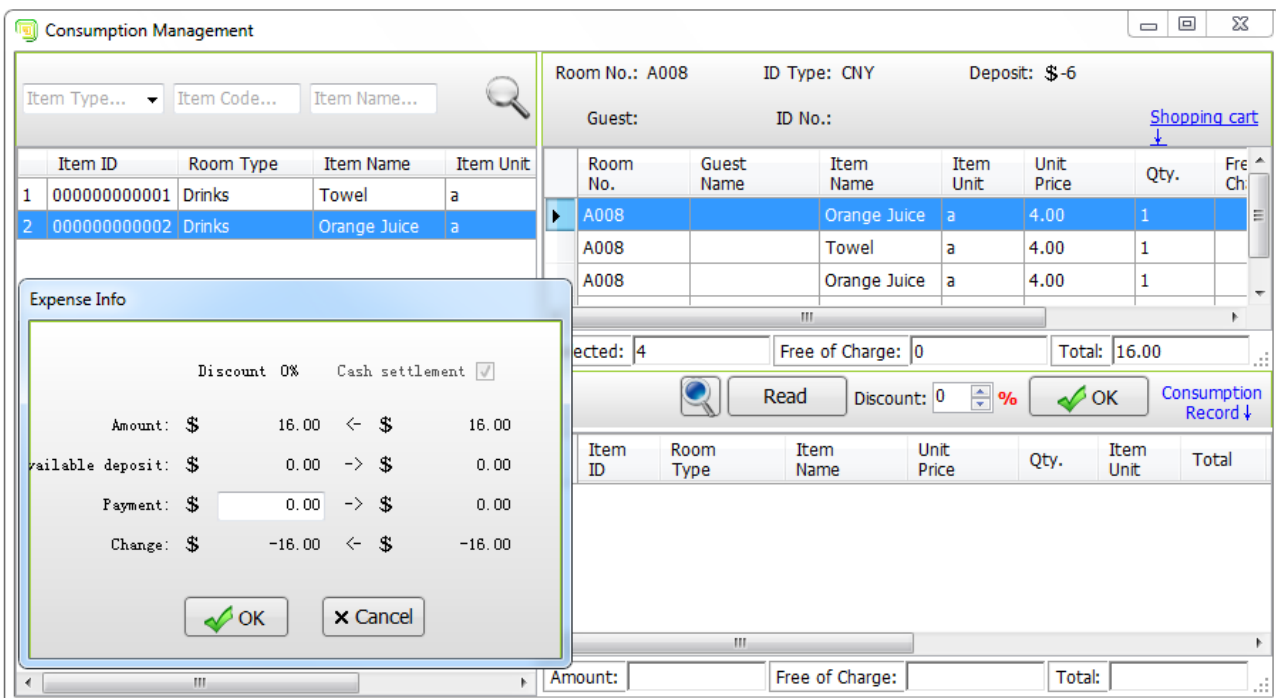 Consumption Management
Item Type... Item Code... Item Name...
Room No.: A008 ID Type: CNY Deposit: $-6
Guest: ID No.: Shopping cart
Item ID Room Type Item Name Item Unit
1 000000000001 Drinks Towel a
2 000000000002 Drinks Orange Juice a
Room No. Guest Name Item Name Item Unit Unit Price Qty. Fre Ch
A008 Orange Juice a 4.00 1
A008 Towel a 4.00 1
A008 Orange Juice a 4.00 1
ected: 4 Free of Charge: 0 Total: 16.00
Read Discount: 0 % OK Consumption Record↓
Item ID Room Type Item Name Unit Price Qty. Item Unit Total
Amount: Free of Charge: Total:
Expense Info
Discount 0% Cash settlement
Amount: $ 16.00 <- $ 16.00
vailable deposit: $ 0.00 -> $ 0.00
Payment: $ 0.00 -> $ 0.00
Change: $ -16.00 <- $ -16.00
OK Cancel